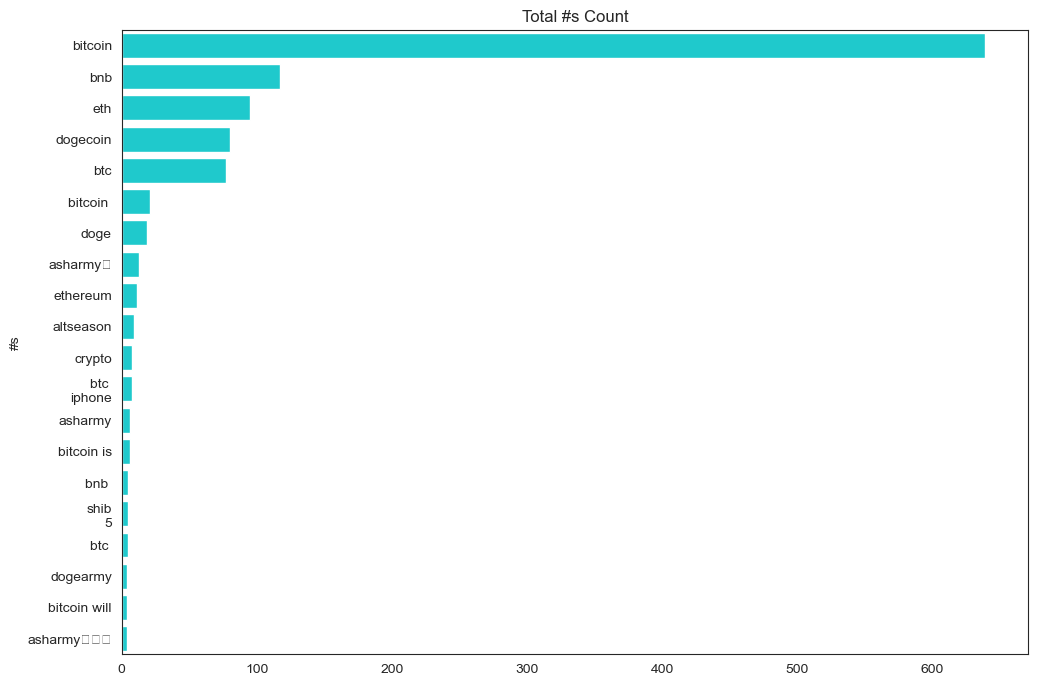 Total #s Count
bitcoin
bnb
eth
dogecoin
btc
bitcoin
doge
asharmy□
ethereum
altseason
crypto
btc
iphone
asharmy
bitcoin is
bnb
shib
5
btc
dogearmy
bitcoin will
asharmy□□□
#s
0 100 200 300 400 500 600